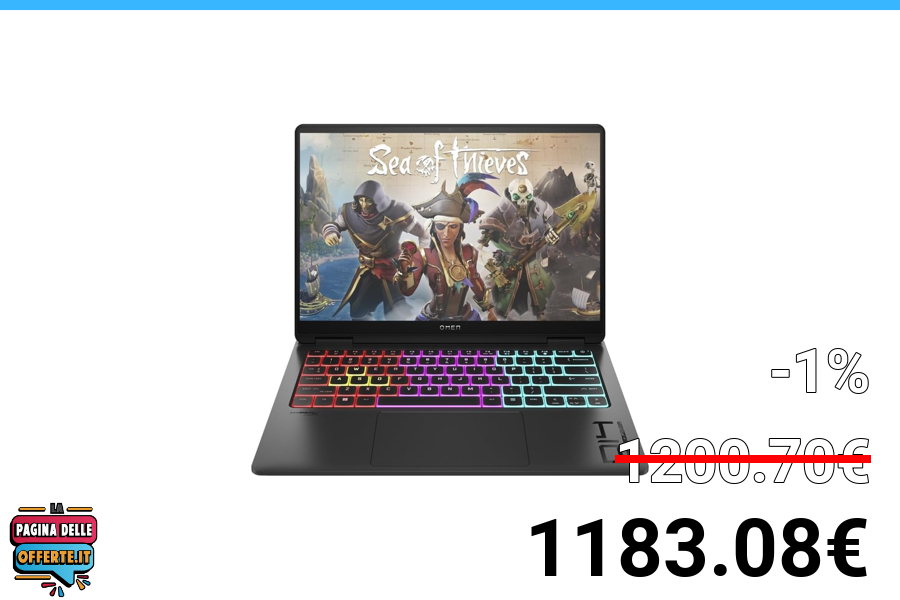 Sea of Thieves
OMEN
-1%
1200.70€
1183.08€
LA
PAGINA DELLE
OFFERTE.IT